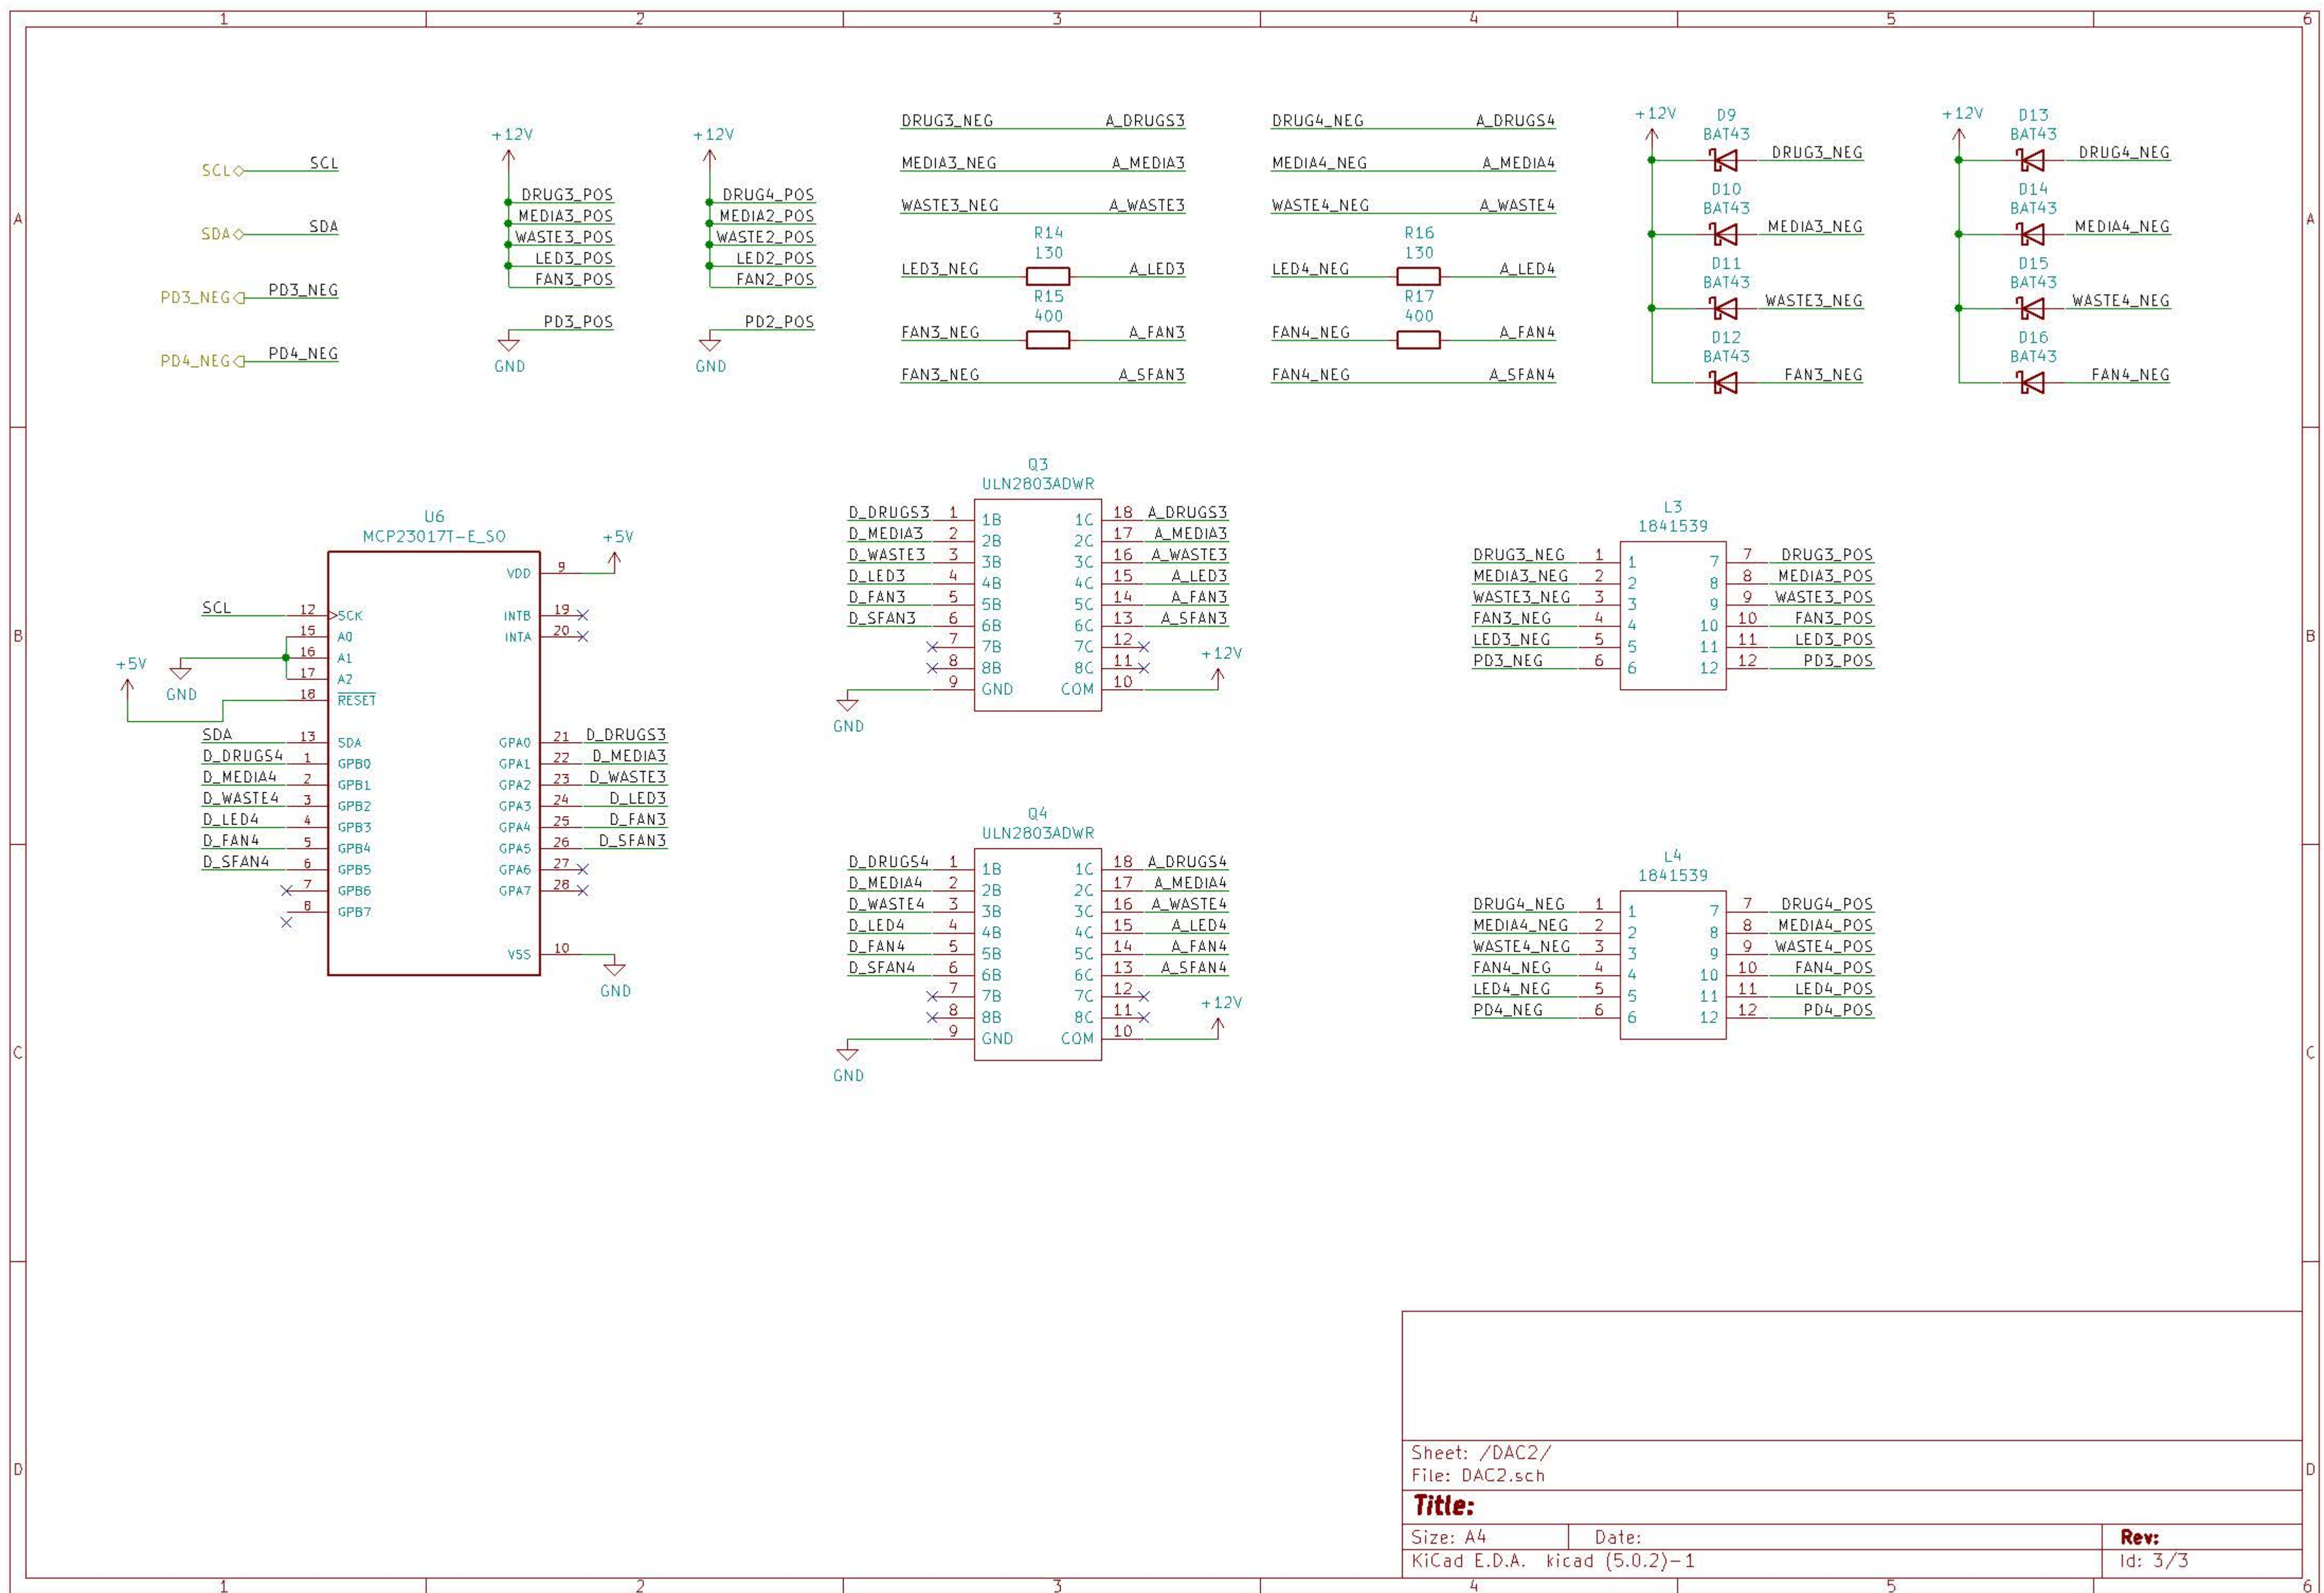 1 2 3 4 5 6
A
B
C
D
SCL SCL
SDA SDA
PD3_NEG PD3_NEG
PD4_NEG PD4_NEG
+12V
DRUG3_POS
MEDIA3_POS
WASTE3_POS
LED3_POS
FAN3_POS
PD3_POS
GND
+12V
DRUG4_POS
MEDIA2_POS
WASTE2_POS
LED2_POS
FAN2_POS
PD2_POS
GND
DRUG3_NEG A_DRUGS3
MEDIA3_NEG A_MEDIA3
WASTE3_NEG A_WASTE3
R14
130
LED3_NEG A_LED3
R15
400
FAN3_NEG A_FAN3
FAN3_NEG A_SFAN3
DRUG4_NEG A_DRUGS4
MEDIA4_NEG A_MEDIA4
WASTE4_NEG A_WASTE4
R16
130
LED4_NEG A_LED4
R17
400
FAN4_NEG A_FAN4
FAN4_NEG A_SFAN4
+12V
D9
BAT43
DRUG3_NEG
D10
BAT43
MEDIA3_NEG
D11
BAT43
WASTE3_NEG
D12
BAT43
FAN3_NEG
+12V
D13
BAT43
DRUG4_NEG
D14
BAT43
MEDIA4_NEG
D15
BAT43
WASTE4_NEG
D16
BAT43
FAN4_NEG
U6
MCP23017T-E_SO
+5V
VDD 9
SCL 12 SCK INTB 19
15 A0 INTA 20
16 A1
17 A2
+5V
GND
18 RESET
SDA 13 SDA GPA0 21 D_DRUGS3
D_DRUGS4 1 GPB0 GPA1 22 D_MEDIA3
D_MEDIA4 2 GPB1 GPA2 23 D_WASTE3
D_WASTE4 3 GPB2 GPA3 24 D_LED3
D_LED4 4 GPB3 GPA4 25 D_FAN3
D_FAN4 5 GPB4 GPA5 26 D_SFAN3
D_SFAN4 6 GPB5 GPA6 27
7 GPB6 GPA7 28
8 GPB7
VSS 10
GND
Q3
ULN2803ADWR
D_DRUGS3 1 1B 1C 18 A_DRUGS3
D_MEDIA3 2 2B 2C 17 A_MEDIA3
D_WASTE3 3 3B 3C 16 A_WASTE3
D_LED3 4 4B 4C 15 A_LED3
D_FAN3 5 5B 5C 14 A_FAN3
D_SFAN3 6 6B 6C 13 A_SFAN3
7 7B 7C 12
8 8B 8C 11 +12V
9 GND COM 10
GND
Q4
ULN2803ADWR
D_DRUGS4 1 1B 1C 18 A_DRUGS4
D_MEDIA4 2 2B 2C 17 A_MEDIA4
D_WASTE4 3 3B 3C 16 A_WASTE4
D_LED4 4 4B 4C 15 A_LED4
D_FAN4 5 5B 5C 14 A_FAN4
D_SFAN4 6 6B 6C 13 A_SFAN4
7 7B 7C 12
8 8B 8C 11 +12V
9 GND COM 10
GND
L3
1841539
DRUG3_NEG 1 1 7 7 DRUG3_POS
MEDIA3_NEG 2 2 8 8 MEDIA3_POS
WASTE3_NEG 3 3 9 9 WASTE3_POS
FAN3_NEG 4 4 10 10 FAN3_POS
LED3_NEG 5 5 11 11 LED3_POS
PD3_NEG 6 6 12 12 PD3_POS
L4
1841539
DRUG4_NEG 1 1 7 7 DRUG4_POS
MEDIA4_NEG 2 2 8 8 MEDIA4_POS
WASTE4_NEG 3 3 9 9 WASTE4_POS
FAN4_NEG 4 4 10 10 FAN4_POS
LED4_NEG 5 5 11 11 LED4_POS
PD4_NEG 6 6 12 12 PD4_POS
A
B
C
D
Sheet: /DAC2/
File: DAC2.sch
Title:
Size: A4 Date: Rev:
KiCad E.D.A. kicad (5.0.2)-1 Id: 3/3
1 2 3 4 5 6